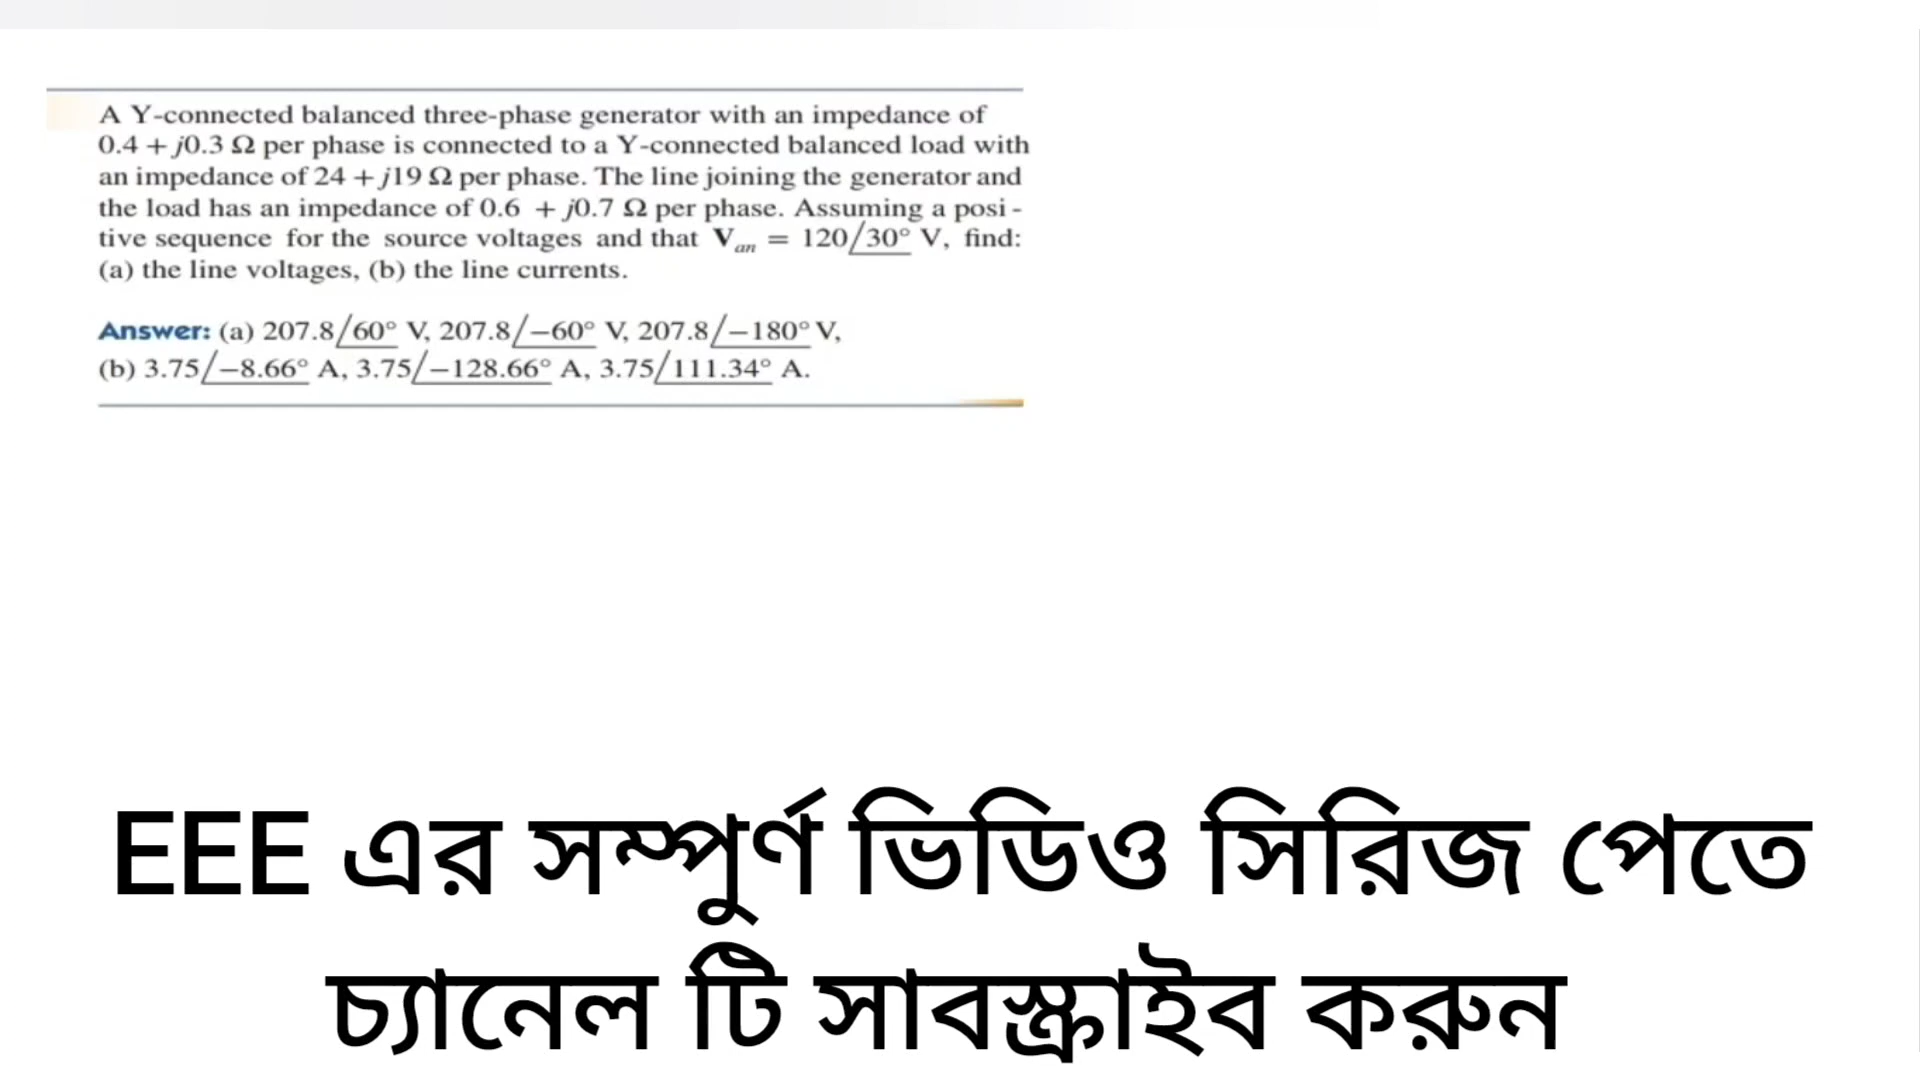 A Y-connected balanced three-phase generator with an impedance of
0.4 + j0.3 Ω per phase is connected to a Y-connected balanced load with
an impedance of 24 + j19 Ω per phase. The line joining the generator and
the load has an impedance of 0.6 + j0.7 Ω per phase. Assuming a posi-
tive sequence for the source voltages and that Van = 120/30° V, find:
(a) the line voltages, (b) the line currents.
Answer: (a) 207.8/60° V, 207.8/−60° V, 207.8/−180° V,
(b) 3.75/−8.66° A, 3.75/−128.66° A, 3.75/111.34° A.
EEE এর সম্পুর্ণ ভিডিও সিরিজ পেতে
চ্যানেল টি সাবস্ক্রাইব করুন